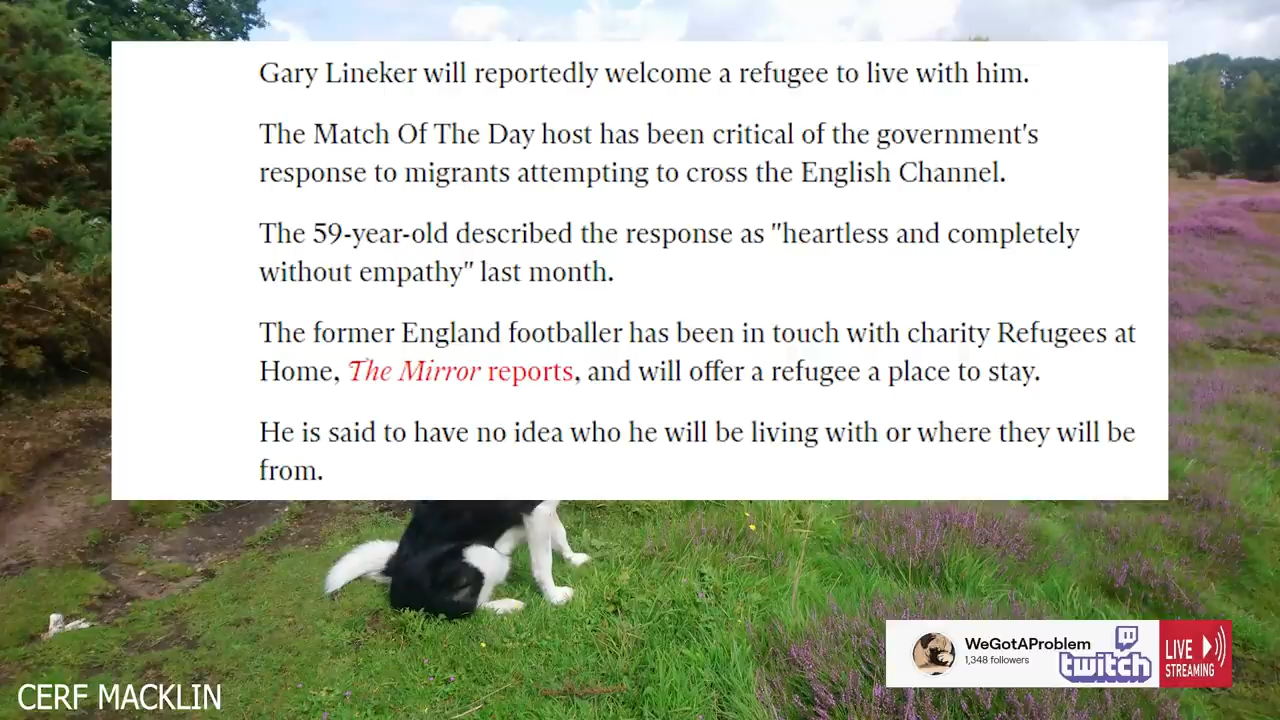 Gary Lineker will reportedly welcome a refugee to live with him.
The Match Of The Day host has been critical of the government's
response to migrants attempting to cross the English Channel.
The 59-year-old described the response as "heartless and completely
without empathy" last month.
The former England footballer has been in touch with charity Refugees at
Home, The Mirror reports, and will offer a refugee a place to stay.
He is said to have no idea who he will be living with or where they will be
from.
WeGotAProblem
1,348 followers
twitch
LIVE
STREAMING
CERF MACKLIN